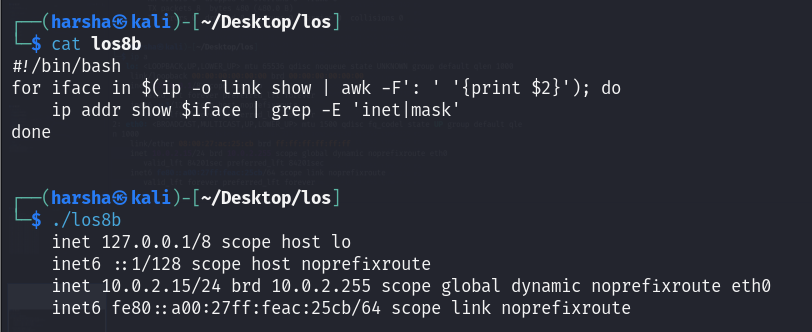 ┌──(harsha㉿kali)-[~/Desktop/los]
└─$ cat los8b
#!/bin/bash
for iface in $(ip -o link show | awk -F': ' '{print $2}'); do
    ip addr show $iface | grep -E 'inet|mask'
done
┌──(harsha㉿kali)-[~/Desktop/los]
└─$ ./los8b
    inet 127.0.0.1/8 scope host lo
    inet6 ::1/128 scope host noprefixroute
    inet 10.0.2.15/24 brd 10.0.2.255 scope global dynamic noprefixroute eth0
    inet6 fe80::a00:27ff:feac:25cb/64 scope link noprefixroute